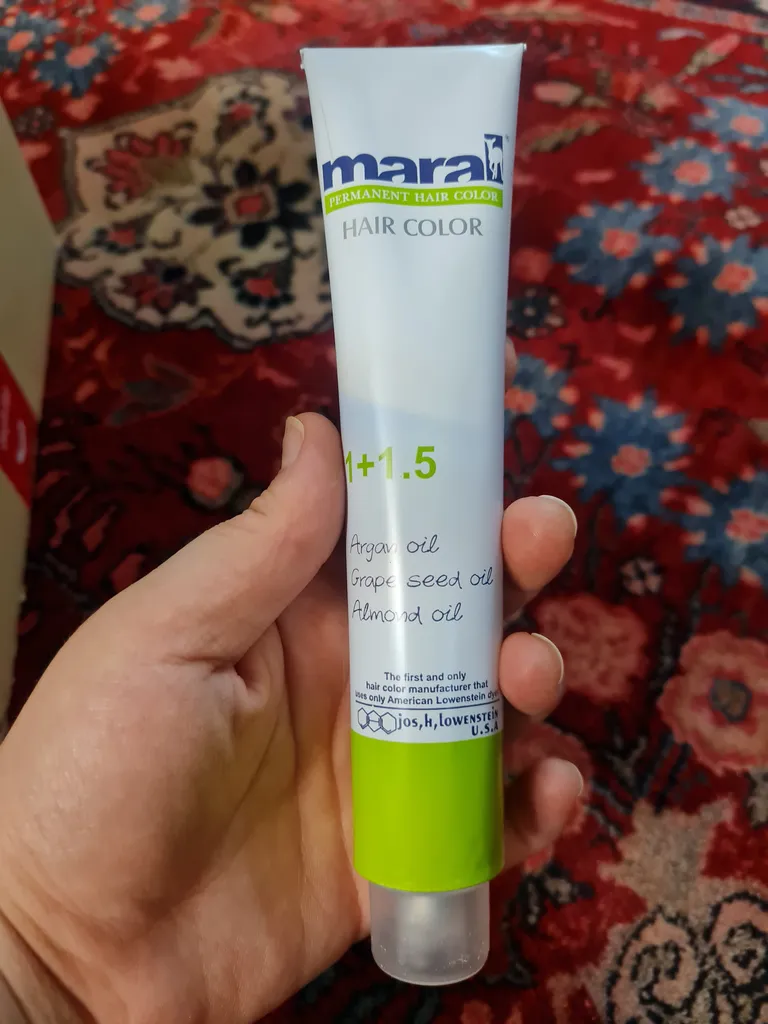 maral
PERMANENT HAIR COLOR
HAIR COLOR
1+1.5
Argan oil
Grape seed oil
Almond oil
The first and only
hair color manufacturer that
uses only American Lowenstein dyes
jos,h,lowenstein
U.S.A